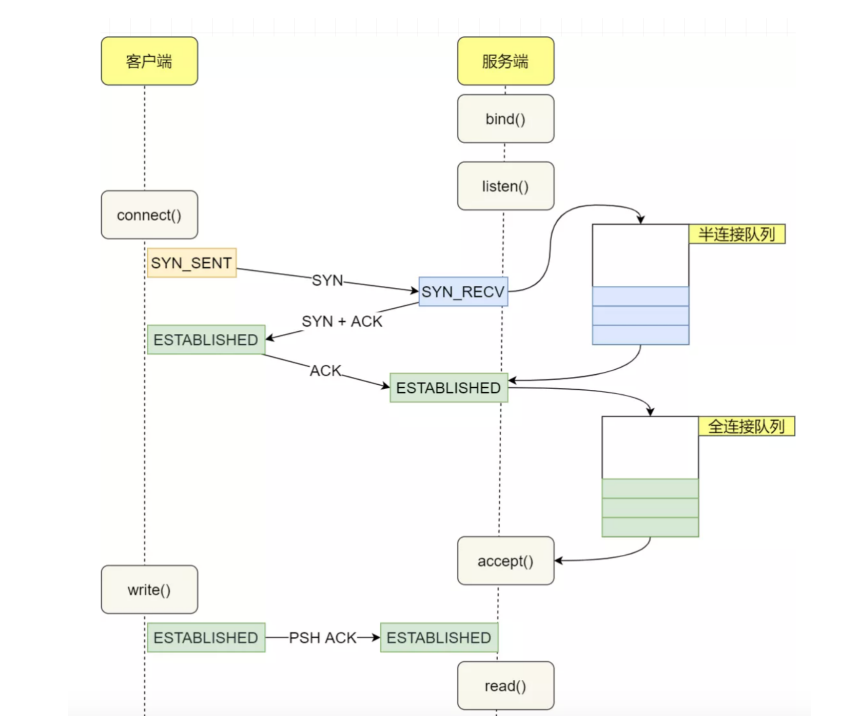 客户端
服务端
bind()
listen()
connect()
半连接队列
SYN_SENT
SYN
SYN_RECV
SYN + ACK
ESTABLISHED
ACK
ESTABLISHED
全连接队列
accept()
write()
ESTABLISHED
PSH ACK
ESTABLISHED
read()